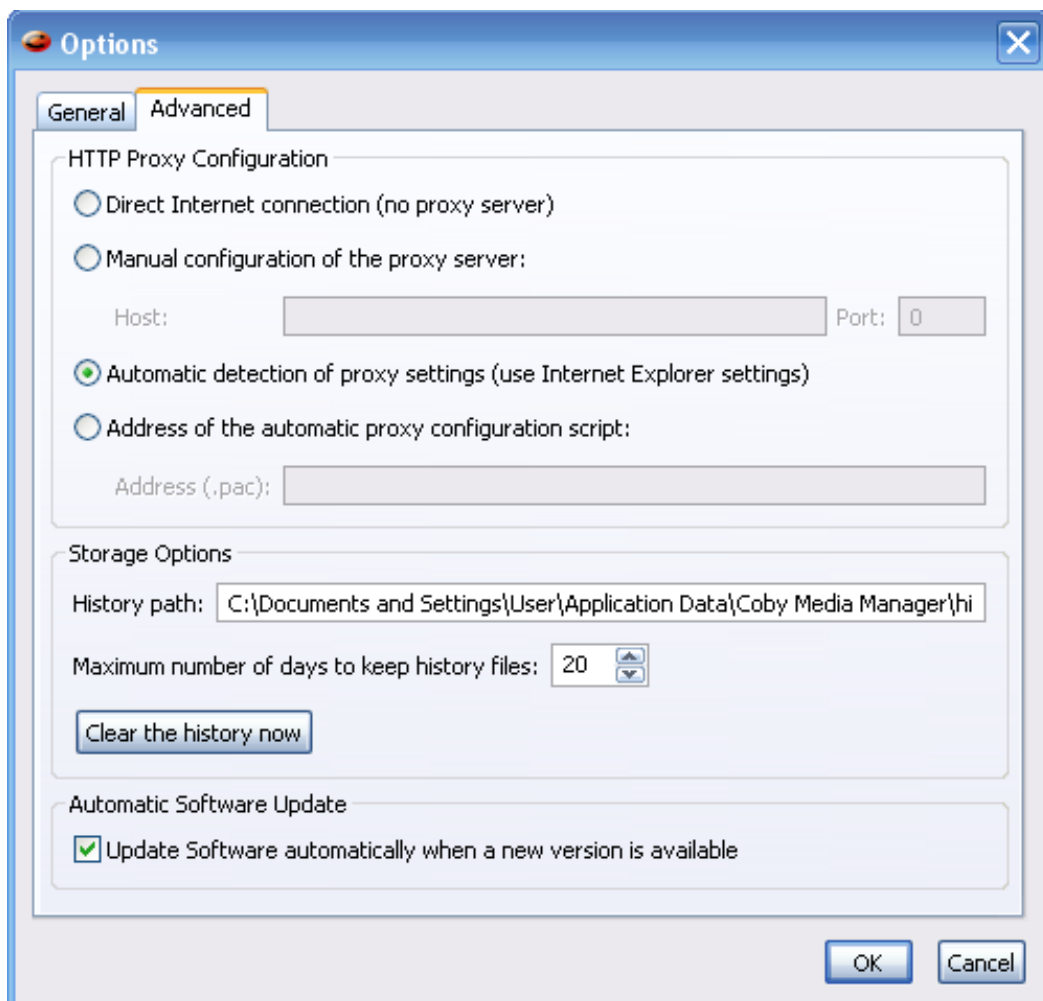 Options
General Advanced
HTTP Proxy Configuration
Direct Internet connection (no proxy server)
Manual configuration of the proxy server:
Host: Port: 0
Automatic detection of proxy settings (use Internet Explorer settings)
Address of the automatic proxy configuration script:
Address (.pac):
Storage Options
History path: C:\Documents and Settings\User\Application Data\Coby Media Manager\hi
Maximum number of days to keep history files: 20
Clear the history now
Automatic Software Update
Update Software automatically when a new version is available
OK Cancel